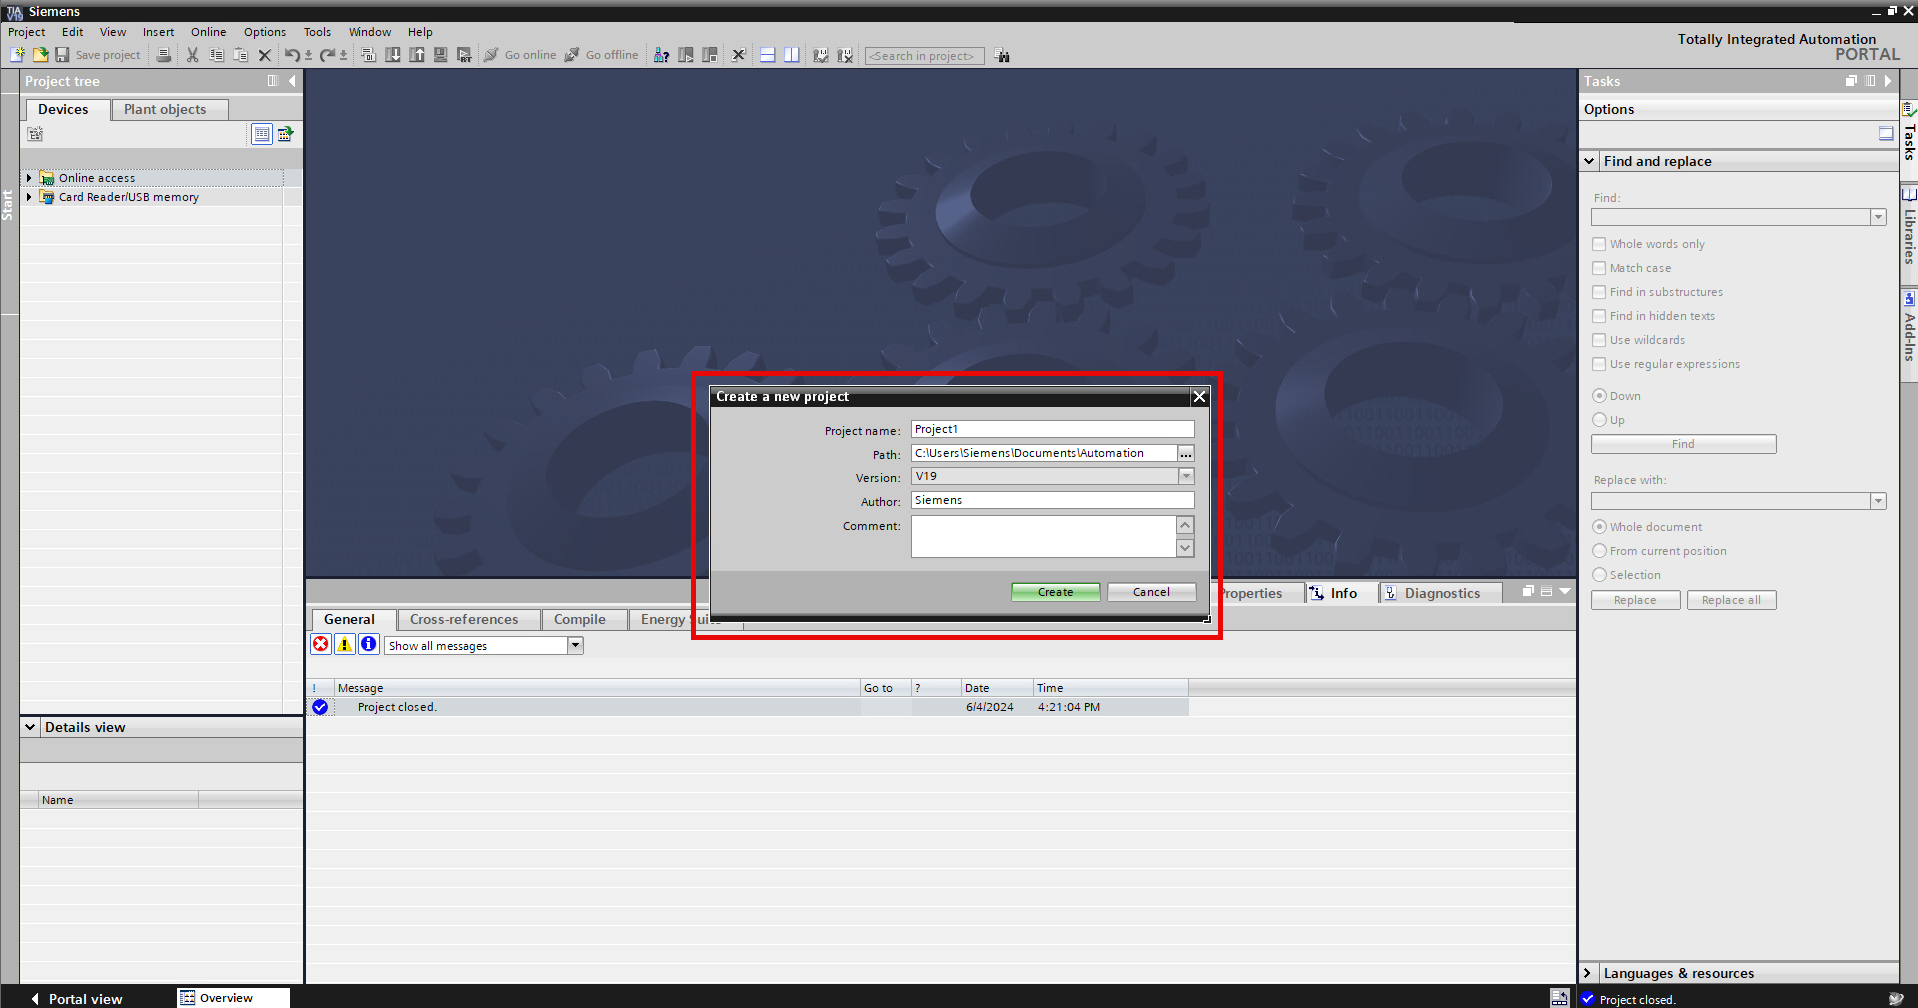 TIA V19 Siemens
Project Edit View Insert Online Options Tools Window Help
Totally Integrated Automation
PORTAL
Save project Go online Go offline <Search in project>
Start
Project tree
Devices Plant objects
Online access
Card Reader/USB memory
Details view
Name
Create a new project
Project name: Project1
Path: C:\Users\Siemens\Documents\Automation ...
Version: V19
Author: Siemens
Comment:
Create Cancel
Properties Info Diagnostics
General Cross-references Compile Energy
Show all messages
! Message Go to ? Date Time
Project closed. 6/4/2024 4:21:04 PM
Tasks
Options
Find and replace
Find:
Whole words only
Match case
Find in substructures
Find in hidden texts
Use wildcards
Use regular expressions
Down
Up
Find
Replace with:
Whole document
From current position
Selection
Replace Replace all
Languages & resources
Tasks
Libraries
Add-Ins
Portal view Overview
Project closed.